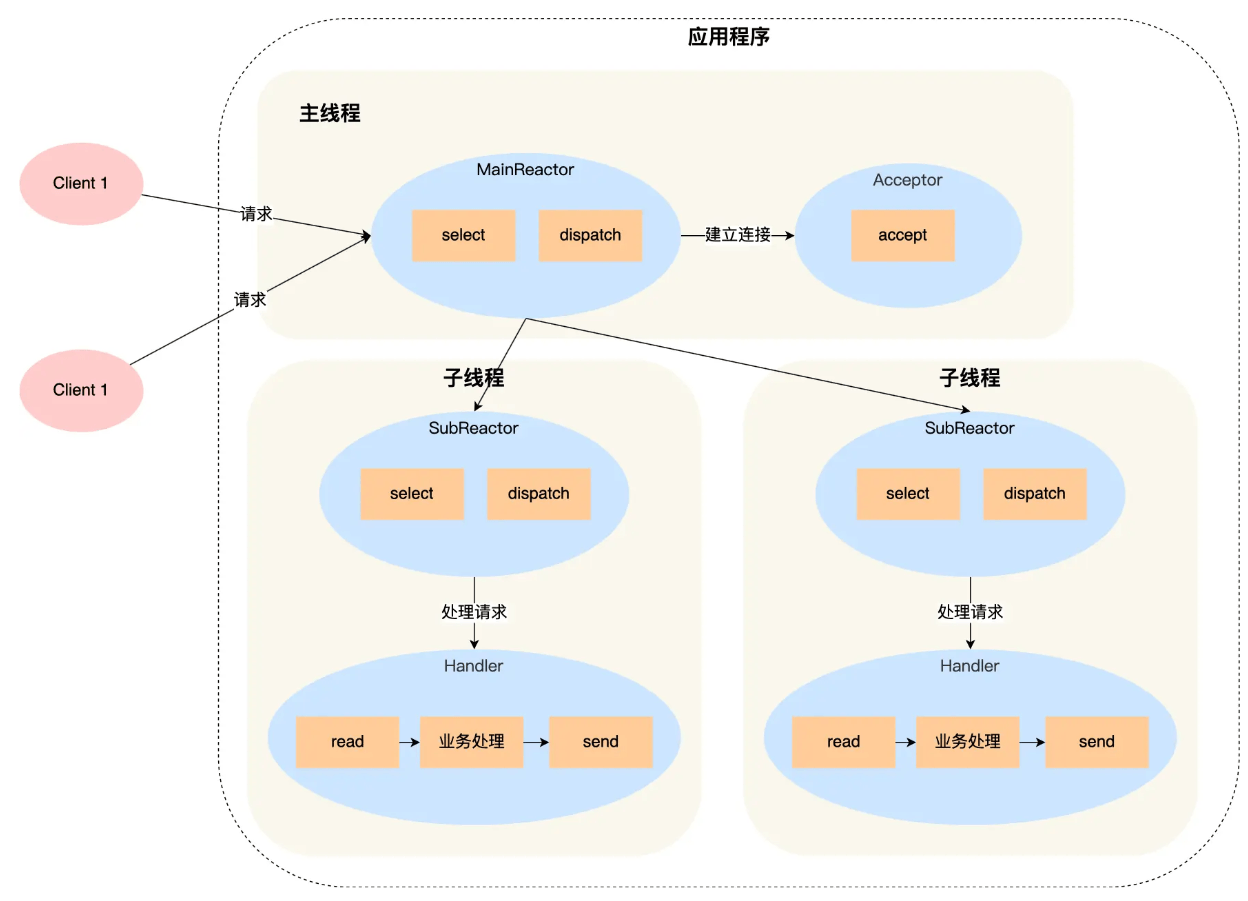 应用程序
主线程
Client 1
请求
MainReactor
select
dispatch
建立连接
Acceptor
accept
请求
Client 1
子线程
SubReactor
select
dispatch
处理请求
Handler
read
业务处理
send
子线程
SubReactor
select
dispatch
处理请求
Handler
read
业务处理
send